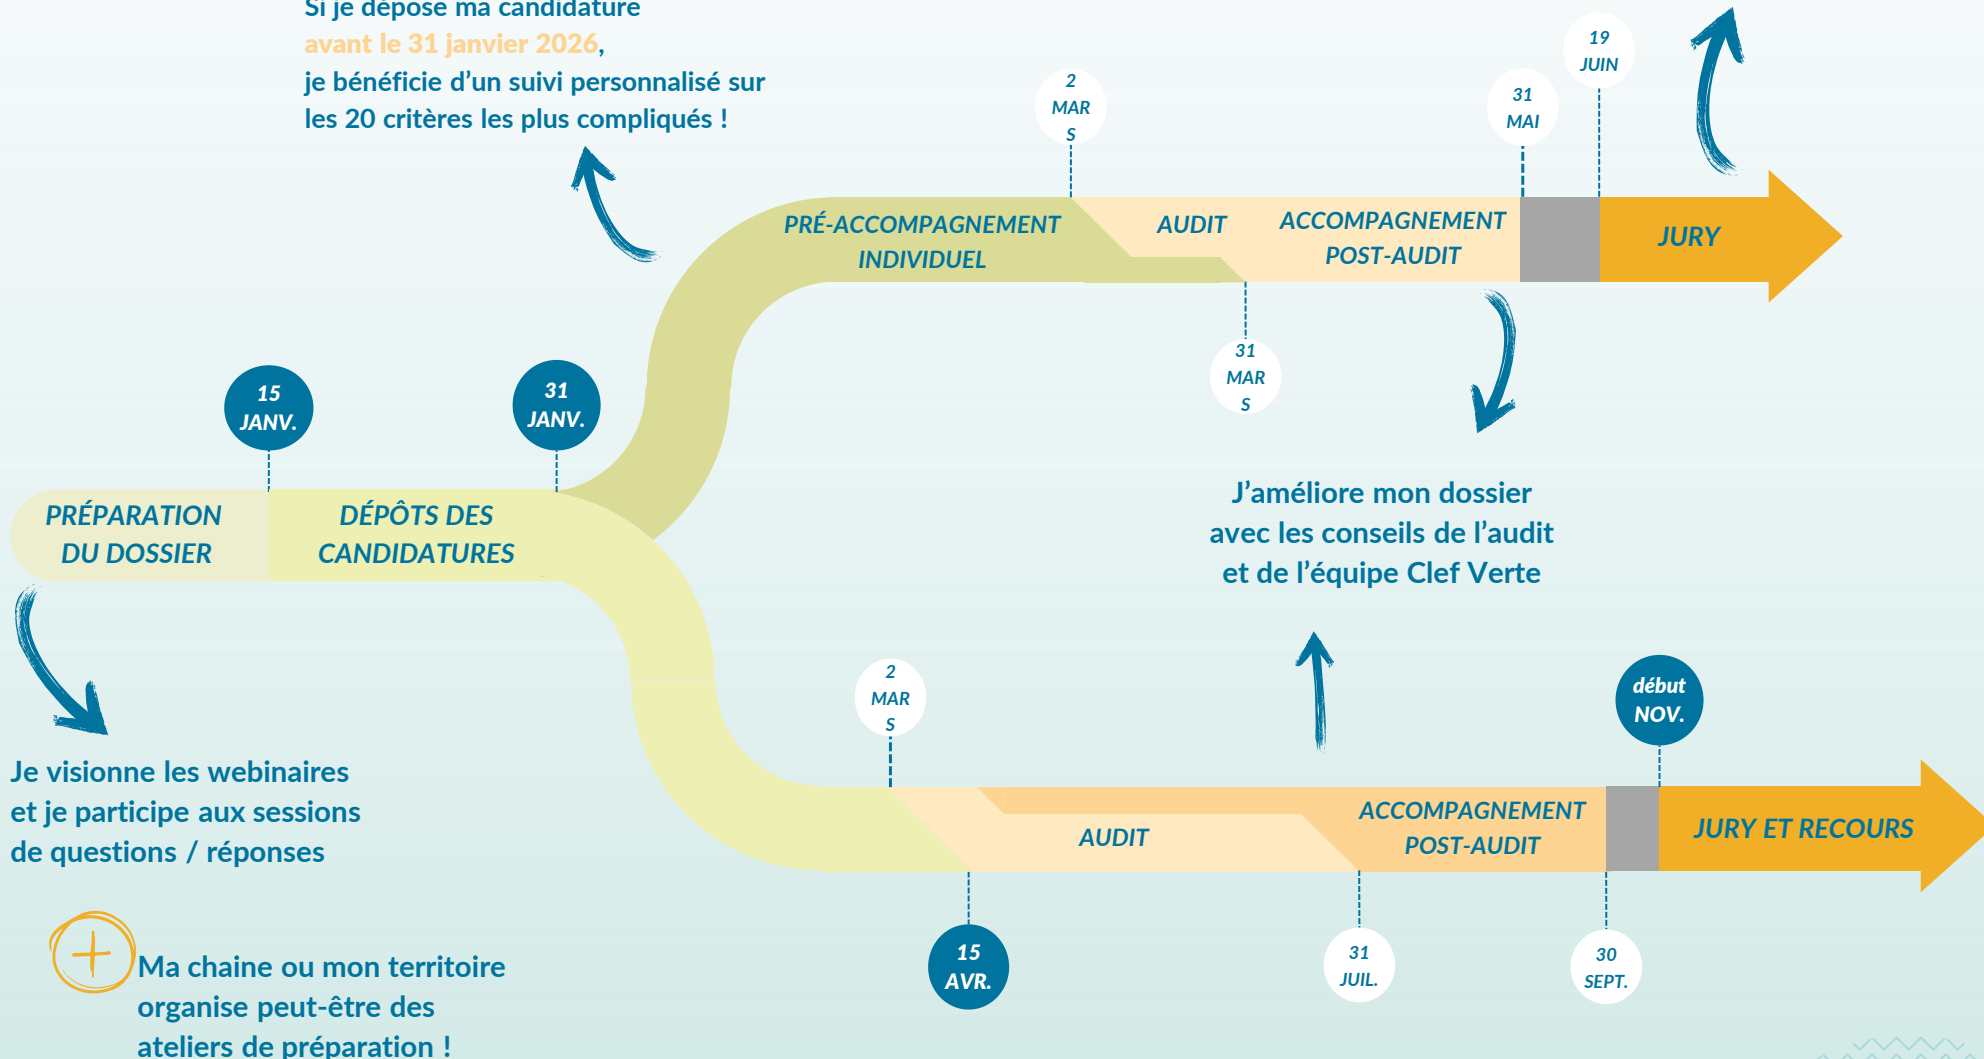 Si je dépose ma candidature
avant le 31 janvier 2026,
je bénéficie d'un suivi personnalisé sur
les 20 critères les plus compliqués !
2
MAR
S
31
MAI
19
JUIN
PRÉ-ACCOMPAGNEMENT
INDIVIDUEL
AUDIT
ACCOMPAGNEMENT
POST-AUDIT
JURY
31
MAR
S
15
JANV.
31
JANV.
PRÉPARATION
DU DOSSIER
DÉPÔTS DES
CANDIDATURES
J'améliore mon dossier
avec les conseils de l'audit
et de l'équipe Clef Verte
2
MAR
S
début
NOV.
Je visionne les webinaires
et je participe aux sessions
de questions / réponses
AUDIT
ACCOMPAGNEMENT
POST-AUDIT
JURY ET RECOURS
15
AVR.
31
JUIL.
30
SEPT.
Ma chaine ou mon territoire
organise peut-être des
ateliers de préparation !